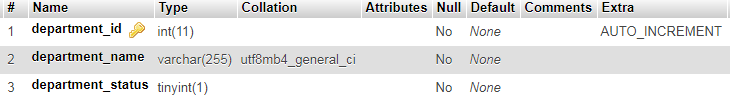 # Name Type Collation Attributes Null Default Comments Extra
1 department_id int(11) No None AUTO_INCREMENT
2 department_name varchar(255) utf8mb4_general_ci No None
3 department_status tinyint(1) No None